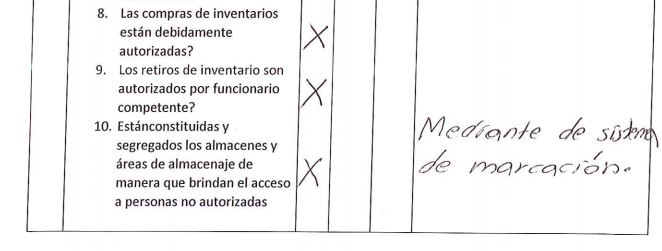 8. Las compras de inventarios
están debidamente
autorizadas?
X
9. Los retiros de inventario son
autorizados por funcionario
competente?
X
10. Estánconstituidas y
segregados los almacenes y
áreas de almacenaje de
manera que brindan el acceso
a personas no autorizadas
X
Mediante de sistema
de marcación.